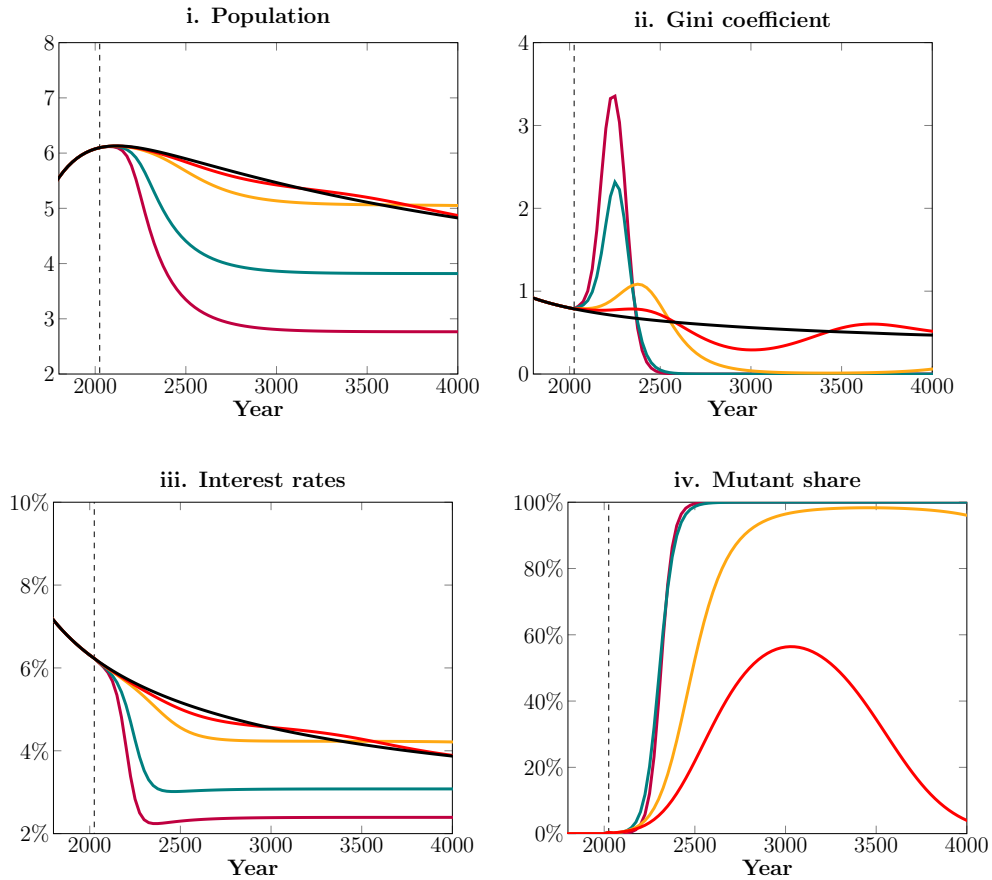 i. Population
8
7
6
5
4
3
2
2000 2500 3000 3500 4000
Year
ii. Gini coefficient
4
3
2
1
0
2000 2500 3000 3500 4000
Year
iii. Interest rates
10%
8%
6%
4%
2%
2000 2500 3000 3500 4000
Year
iv. Mutant share
100%
80%
60%
40%
20%
0%
2000 2500 3000 3500 4000
Year